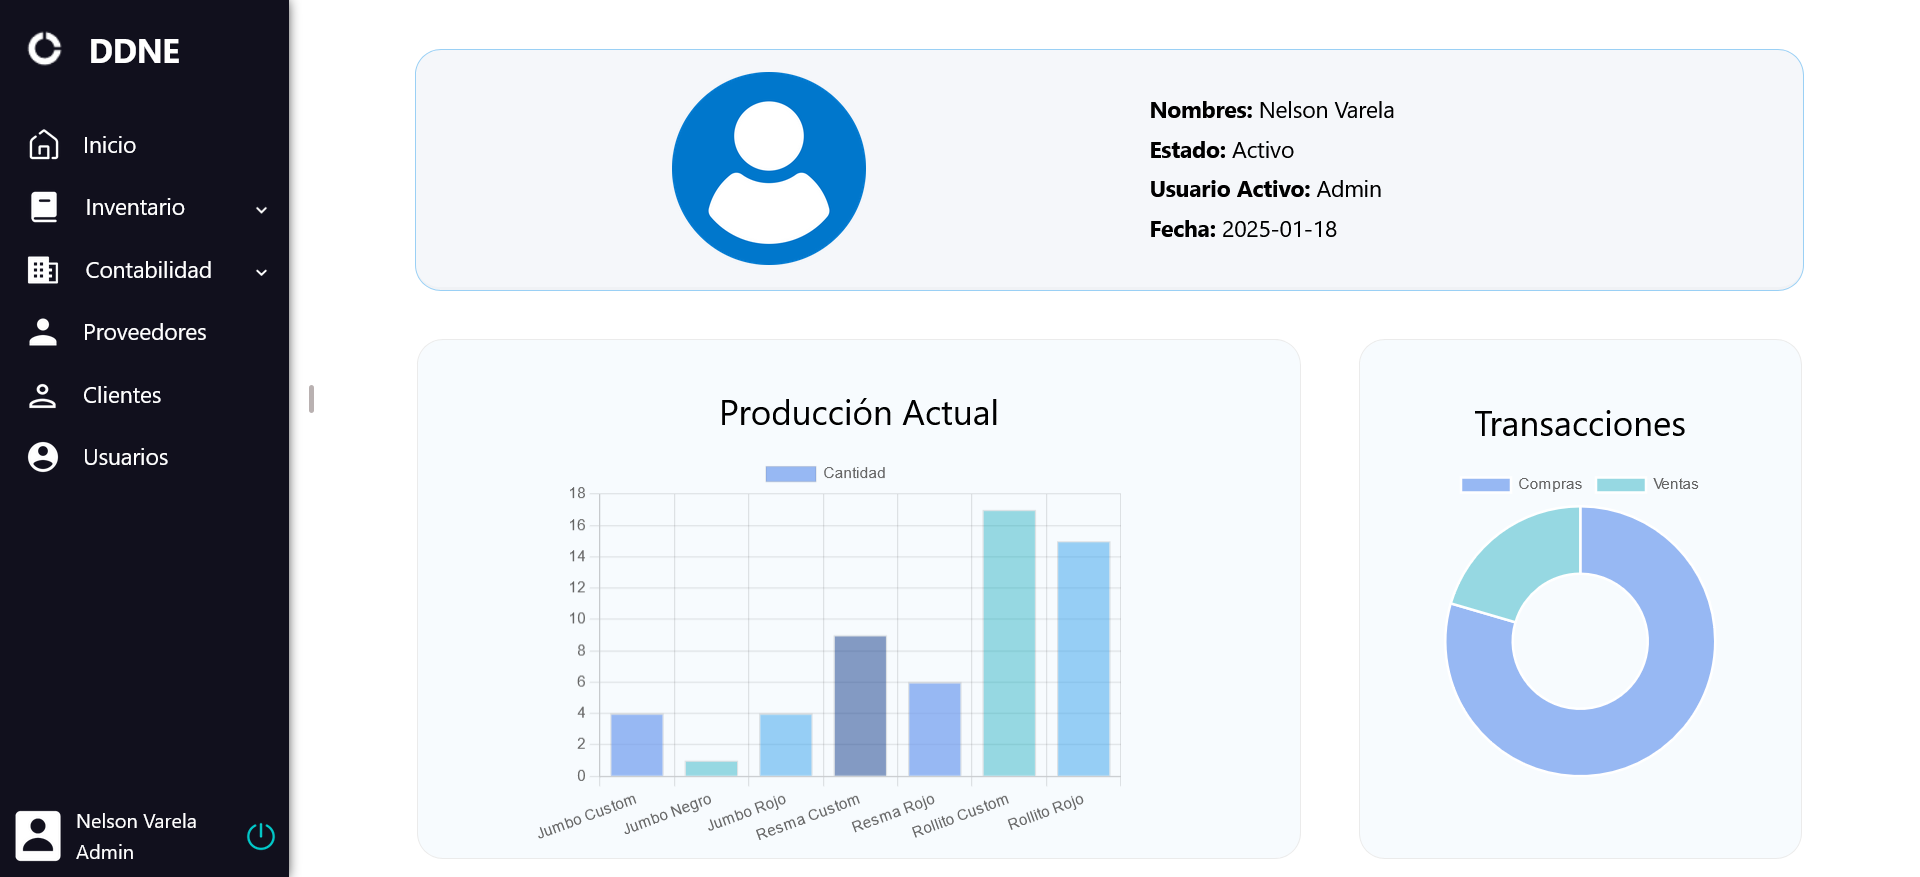 DDNE
Inicio
Inventario
Contabilidad
Proveedores
Clientes
Usuarios
Nelson Varela
Admin
Nombres: Nelson Varela
Estado: Activo
Usuario Activo: Admin
Fecha: 2025-01-18
Producción Actual
Cantidad
18
16
14
12
10
8
6
4
2
0
Jumbo Custom
Jumbo Negro
Jumbo Rojo
Resma Custom
Resma Rojo
Rollito Custom
Rollito Rojo
Transacciones
Compras Ventas